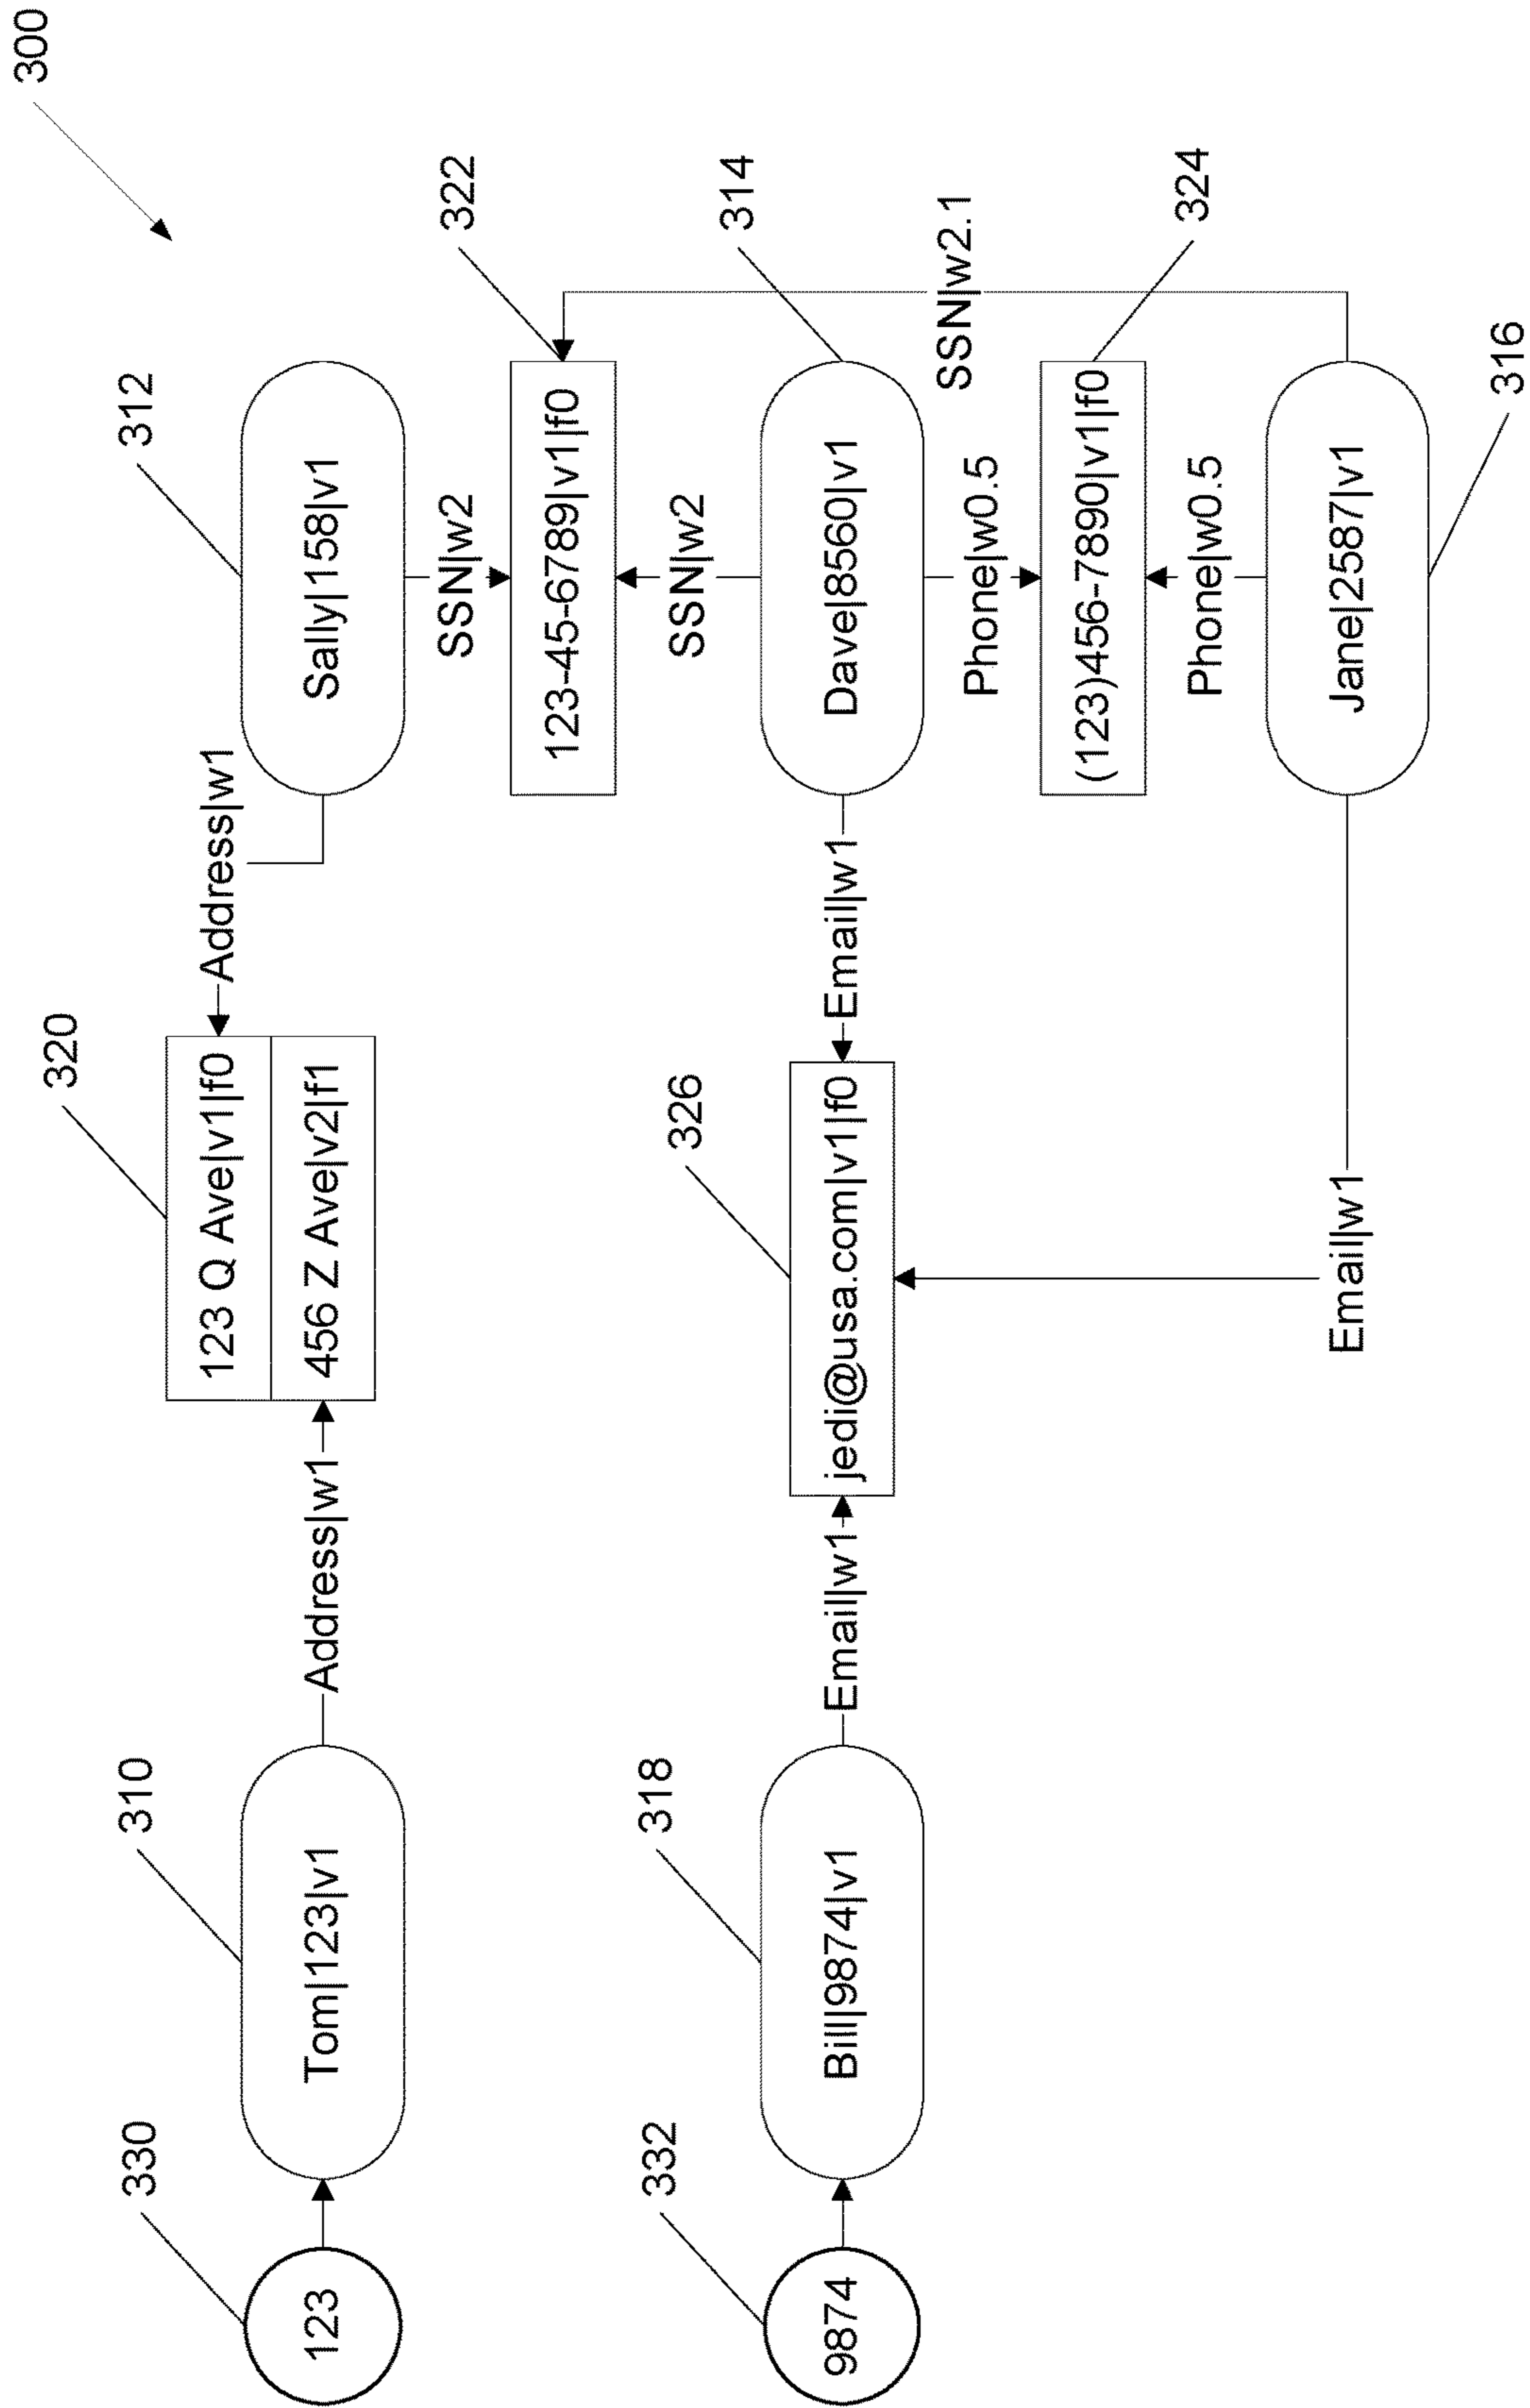 300
330
310
320
312
123
Tom|123|v1
Address|w1
123 Q Ave|v1|f0
456 Z Ave|v2|f1
Address|w1
Sally|158|v1
SSN|w2
322
123-45-6789|v1|f0
SSN|w2
332
318
326
314
9874
Bill|9874|v1
Email|w1
jedi@usa.com|v1|f0
Email|w1
Dave|8560|v1
SSN|w2.1
Phone|w0.5
324
(123)456-7890|v1|f0
Phone|w0.5
Email|w1
Jane|2587|v1
316